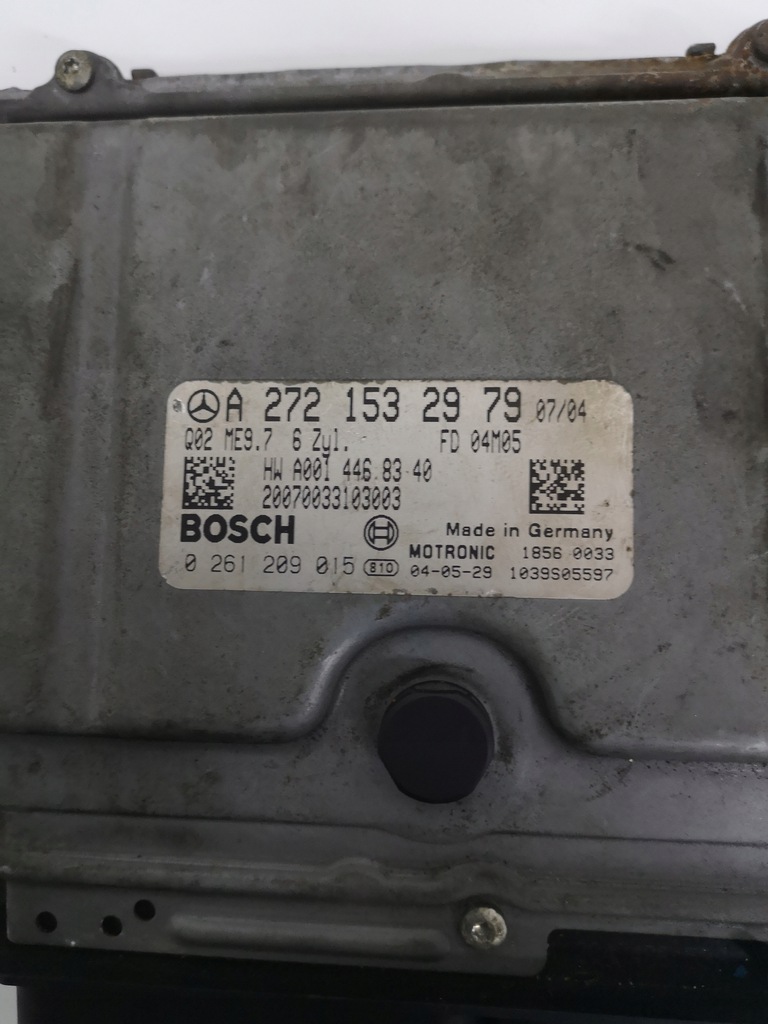 A 272 153 29 79 07/04
Q02 ME9.7 6 Zyl. FD 04M05
HW A001 446 83 40
20070033103003
BOSCH Made in Germany
MOTRONIC 1856 0033
0 261 209 015 810 04-05-29 1039S05597